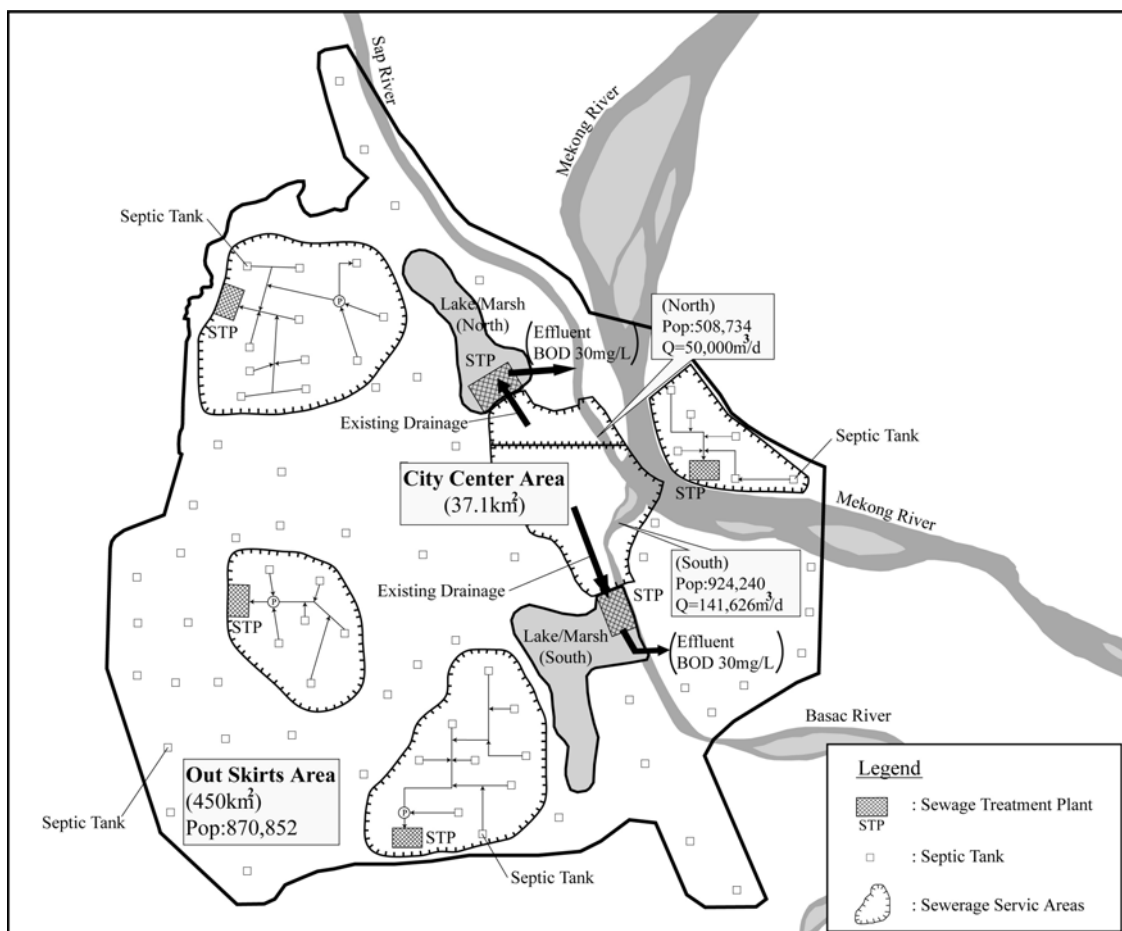 Sap River
Mekong River
Septic Tank
STP
Lake/Marsh
(North)
STP
(Effluent
BOD 30mg/L)
(North)
Pop:508,734
Q=50,000m³/d
Existing Drainage
P
City Center Area
(37.1km²)
STP
Septic Tank
Mekong River
(South)
Pop:924,240
Q=141,626m³/d
Existing Drainage
STP
P
STP
Lake/Marsh
(South)
(Effluent
BOD 30mg/L)
Basac River
Out Skirts Area
(450km²)
Pop:870,852
Septic Tank
P
STP
Septic Tank
Legend
STP
: Sewage Treatment Plant
: Septic Tank
: Sewerage Servic Areas